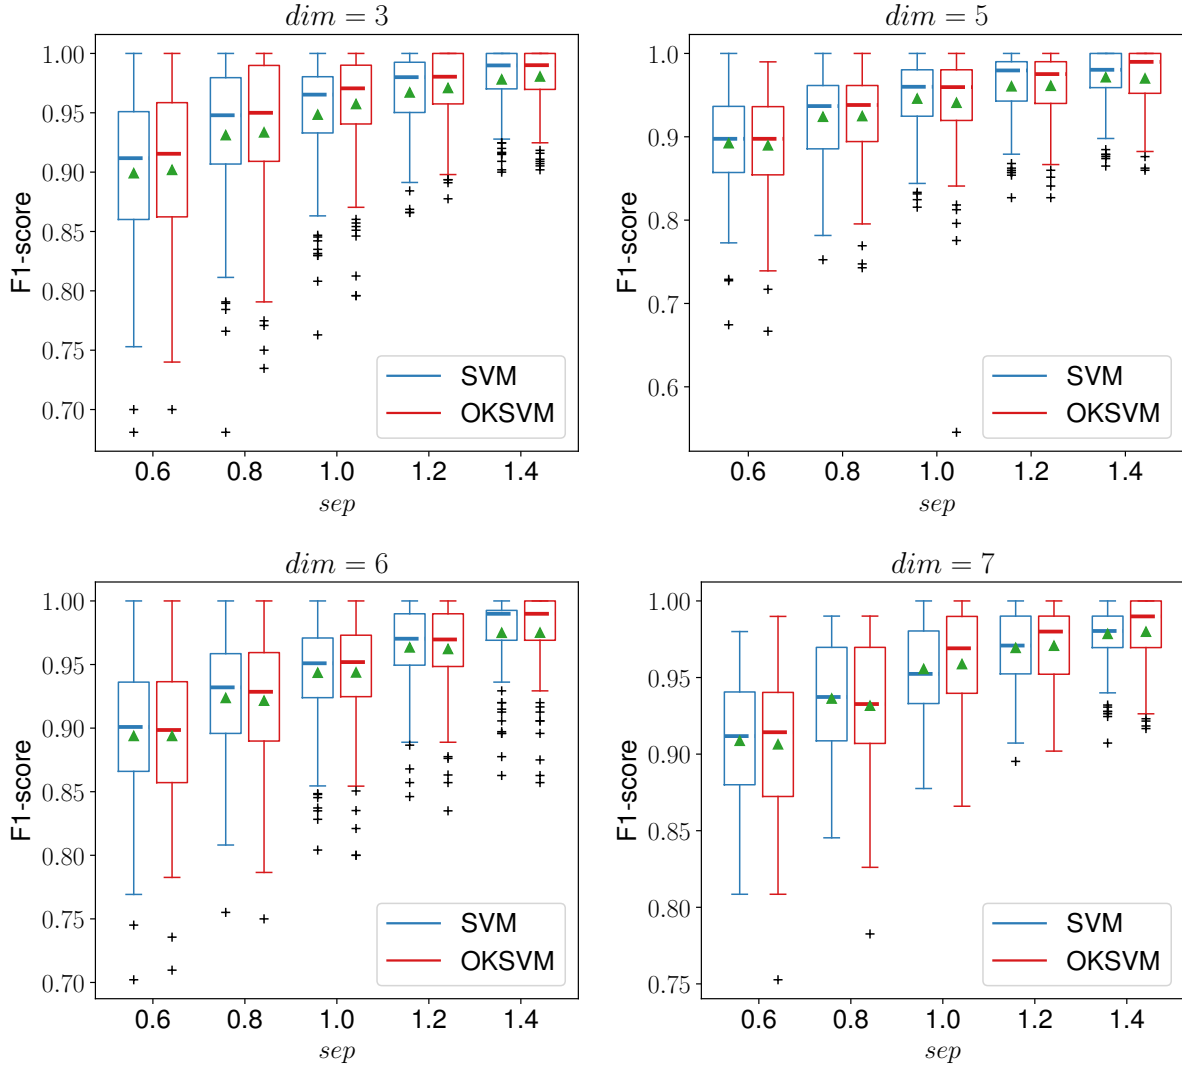 dim = 3
F1-score
1.00
0.95
0.90
0.85
0.80
0.75
0.70
SVM
OKSVM
0.6 0.8 1.0 1.2 1.4
sep
dim = 5
F1-score
1.0
0.9
0.8
0.7
0.6
SVM
OKSVM
0.6 0.8 1.0 1.2 1.4
sep
dim = 6
F1-score
1.00
0.95
0.90
0.85
0.80
0.75
0.70
SVM
OKSVM
0.6 0.8 1.0 1.2 1.4
sep
dim = 7
F1-score
1.00
0.95
0.90
0.85
0.80
0.75
SVM
OKSVM
0.6 0.8 1.0 1.2 1.4
sep